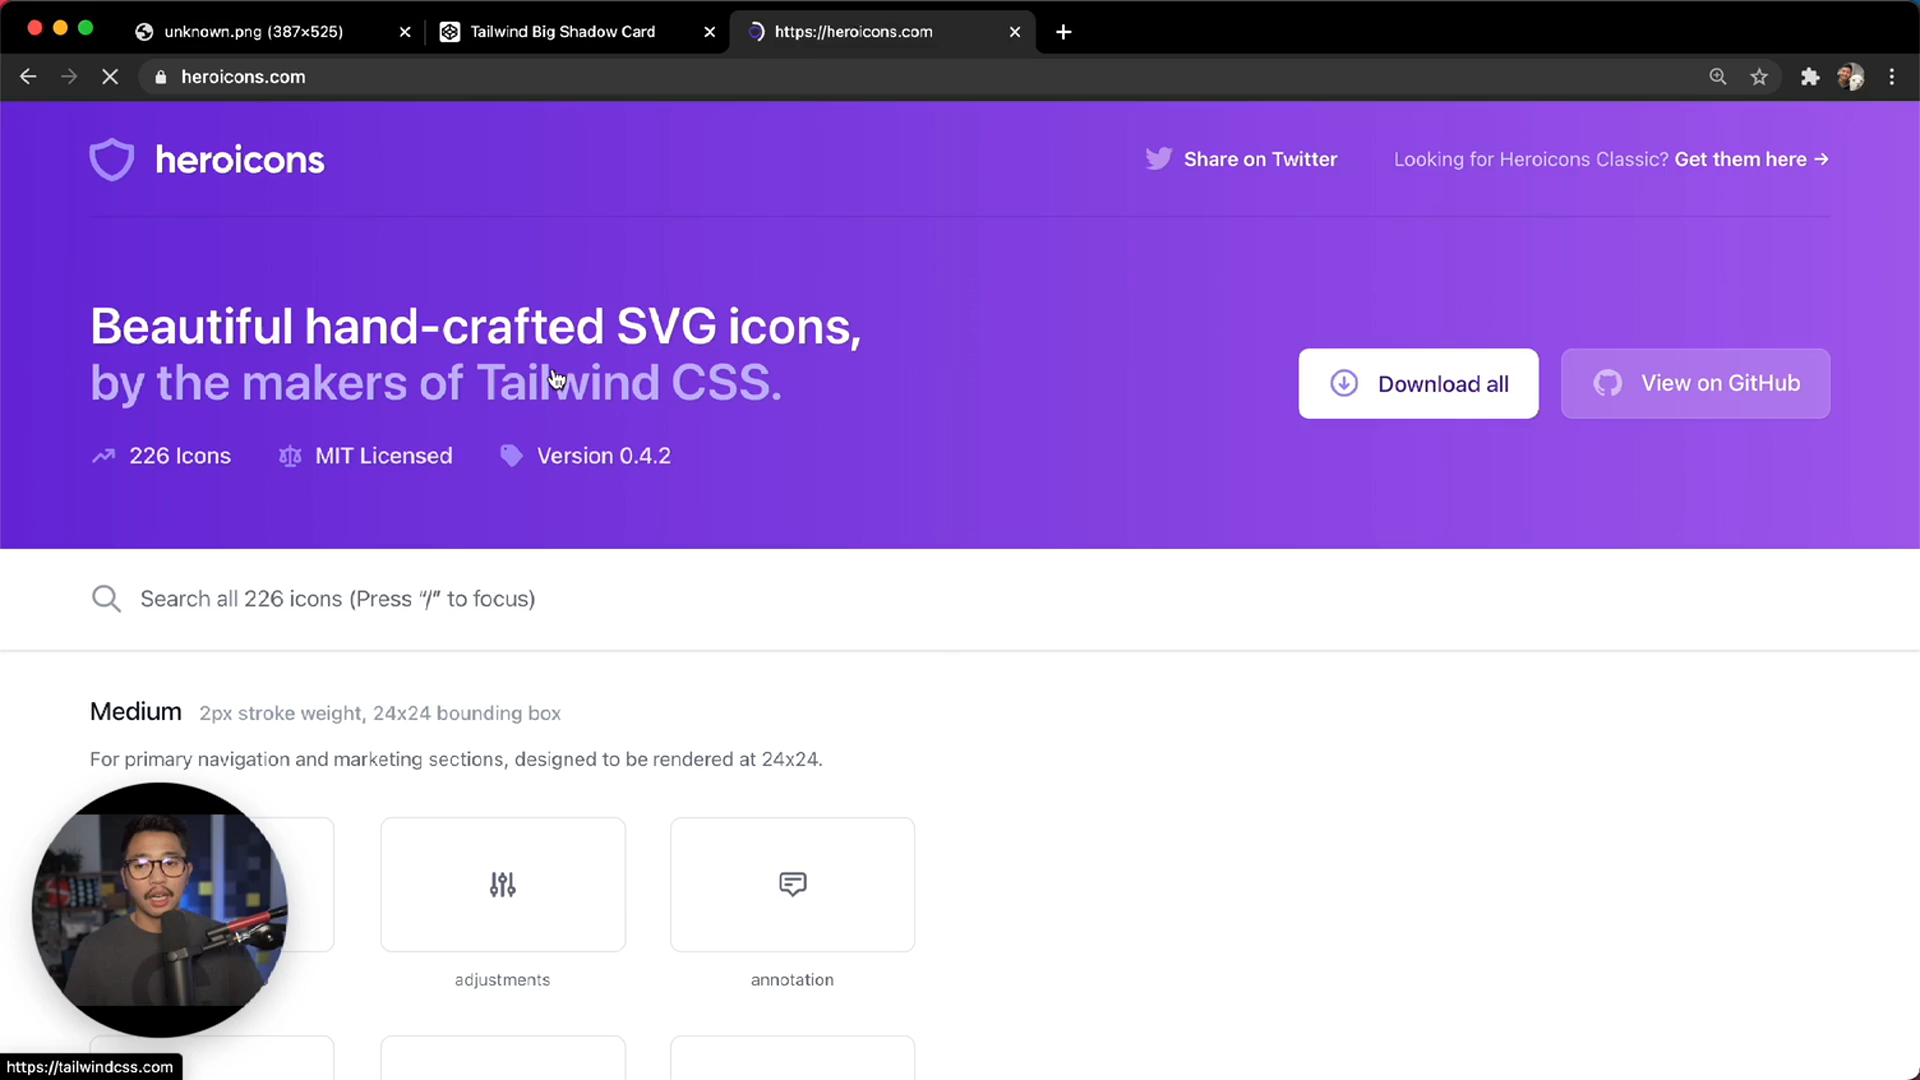 unknown.png (387×525)
Tailwind Big Shadow Card
https://heroicons.com
heroicons.com
heroicons
Share on Twitter
Looking for Heroicons Classic? Get them here →
Beautiful hand-crafted SVG icons,
by the makers of Tailwind CSS.
Download all
View on GitHub
226 Icons
MIT Licensed
Version 0.4.2
Search all 226 icons (Press “/” to focus)
Medium 2px stroke weight, 24x24 bounding box
For primary navigation and marketing sections, designed to be rendered at 24x24.
adjustments
annotation
https://tailwindcss.com